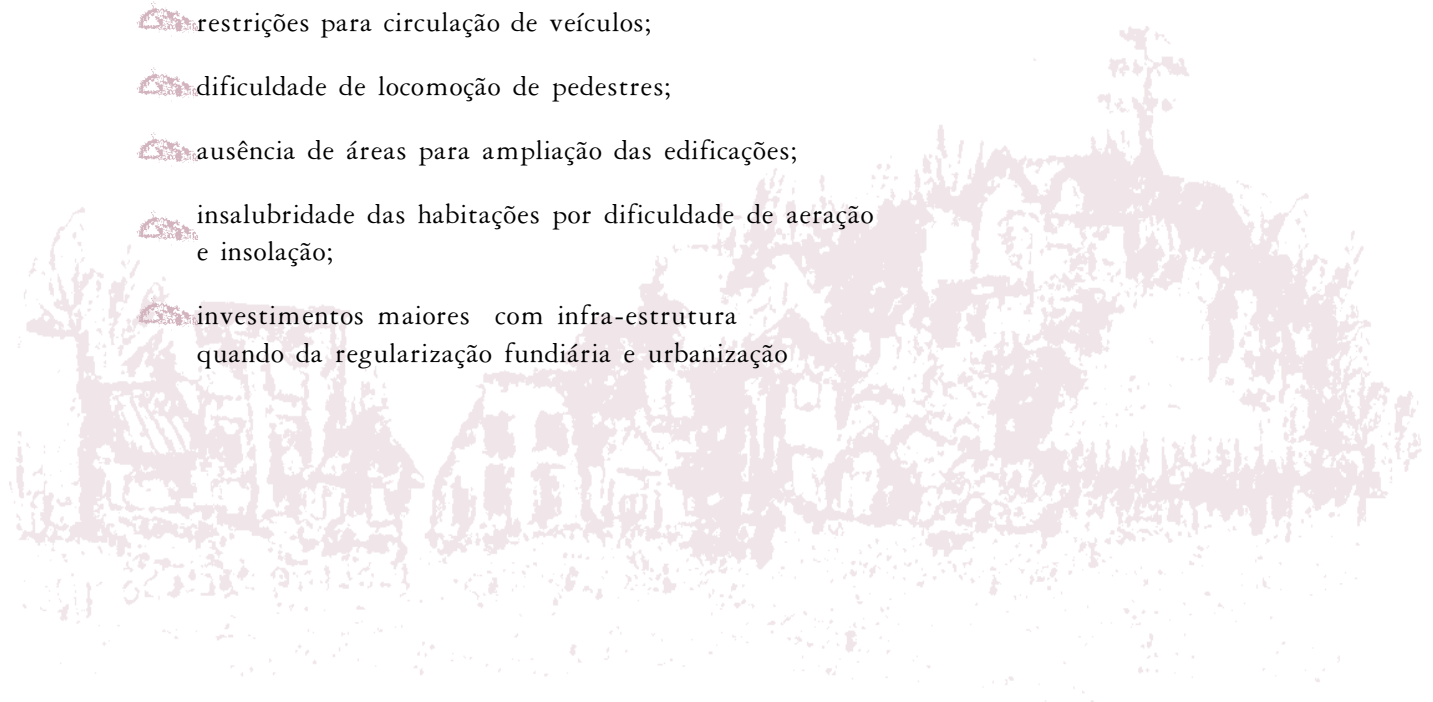 restrições para circulação de veículos;
dificuldade de locomoção de pedestres;
ausência de áreas para ampliação das edificações;
insalubridade das habitações por dificuldade de aeração
e insolação;
investimentos maiores com infra-estrutura
quando da regularização fundiária e urbanização